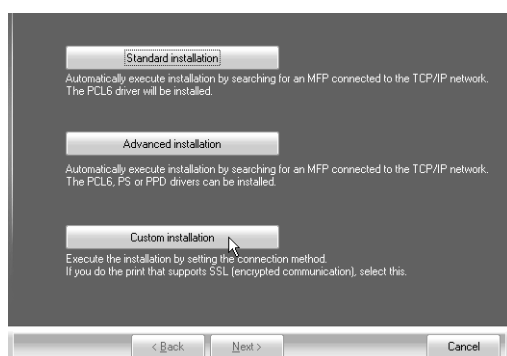 Standard installation
Automatically execute installation by searching for an MFP connected to the TCP/IP network.
The PCL6 driver will be installed.
Advanced installation
Automatically execute installation by searching for an MFP connected to the TCP/IP network.
The PCL6, PS or PPD drivers can be installed.
Custom installation
Execute the installation by setting the connection method.
If you do the print that supports SSL (encrypted communication), select this.
< Back Next > Cancel